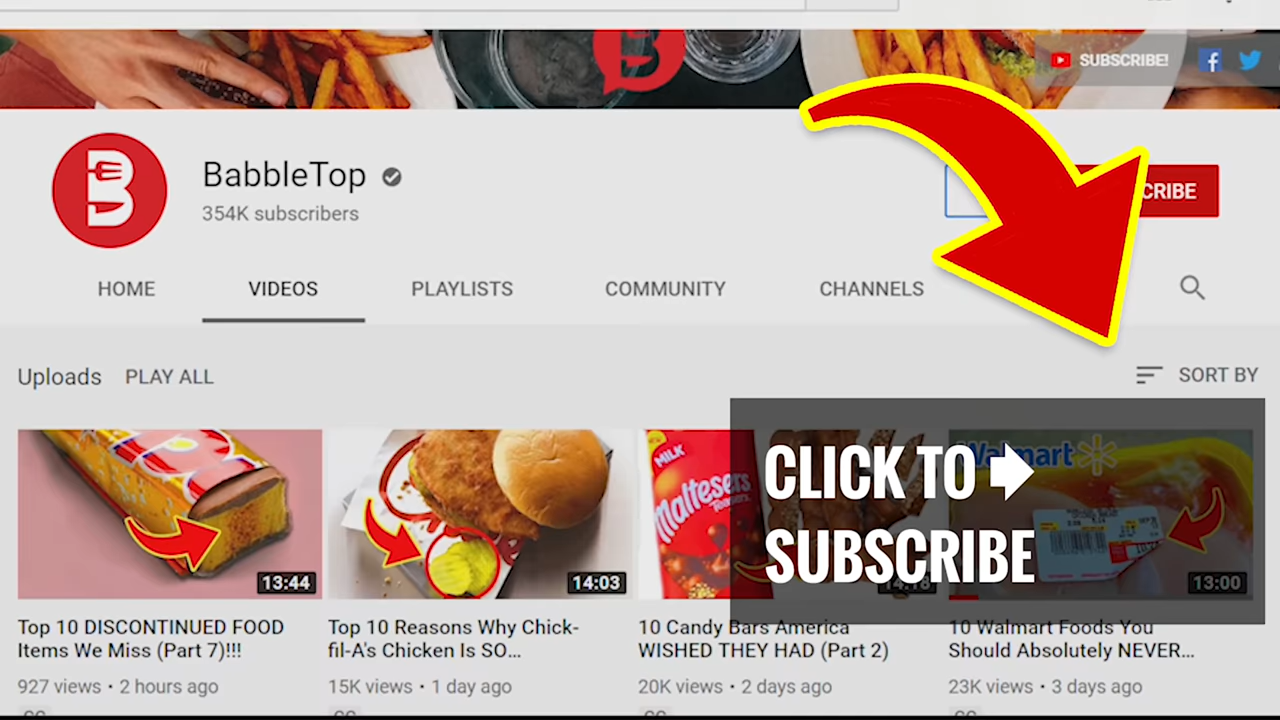 SUBSCRIBE!
BabbleTop
CRIBE
354K subscribers
HOME VIDEOS PLAYLISTS COMMUNITY CHANNELS
Uploads PLAY ALL SORT BY
MILK
Maltesers
Walmart
CLICK TO
SUBSCRIBE
13:44 14:03 14:18 13:00
Top 10 DISCONTINUED FOOD
Items We Miss (Part 7)!!!
927 views • 2 hours ago
Top 10 Reasons Why Chick-
fil-A's Chicken Is SO...
15K views • 1 day ago
10 Candy Bars America
WISHED THEY HAD (Part 2)
20K views • 2 days ago
10 Walmart Foods You
Should Absolutely NEVER...
23K views • 3 days ago